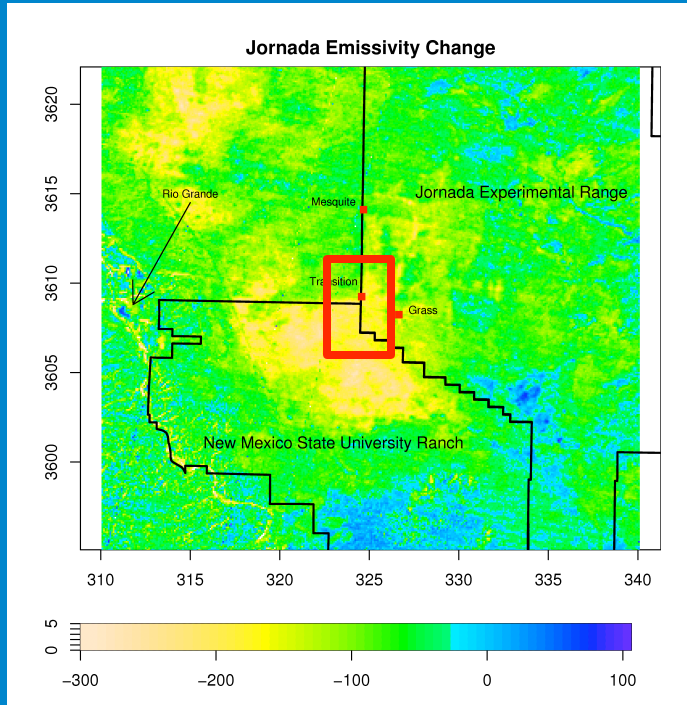 Jornada Emissivity Change
3620
3615
3610
3605
3600
Rio Grande
Mesquite
Jornada Experimental Range
Transition
Grass
New Mexico State University Ranch
310 315 320 325 330 335 340
5
0
−300 −200 −100 0 100